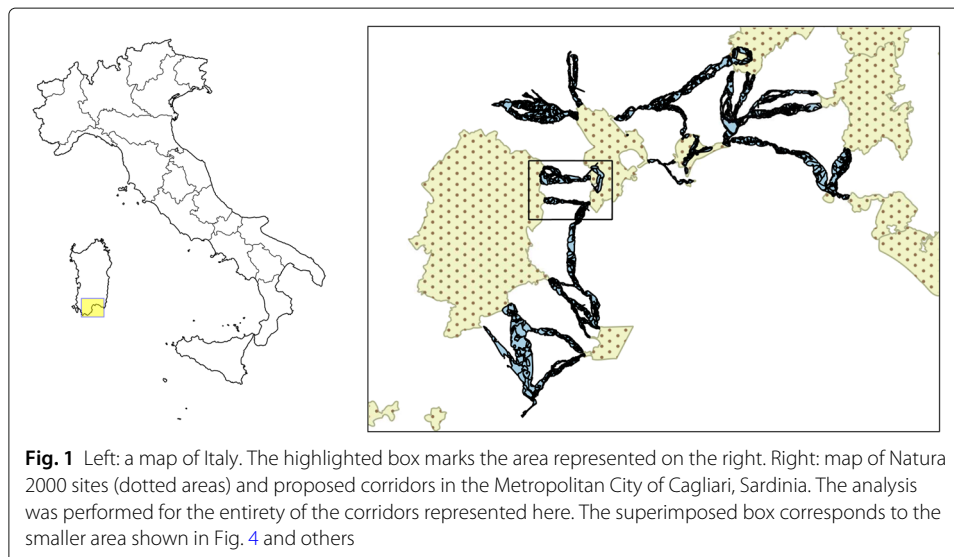 Fig. 1 Left: a map of Italy. The highlighted box marks the area represented on the right. Right: map of Natura
2000 sites (dotted areas) and proposed corridors in the Metropolitan City of Cagliari, Sardinia. The analysis
was performed for the entirety of the corridors represented here. The superimposed box corresponds to the
smaller area shown in Fig. 4 and others